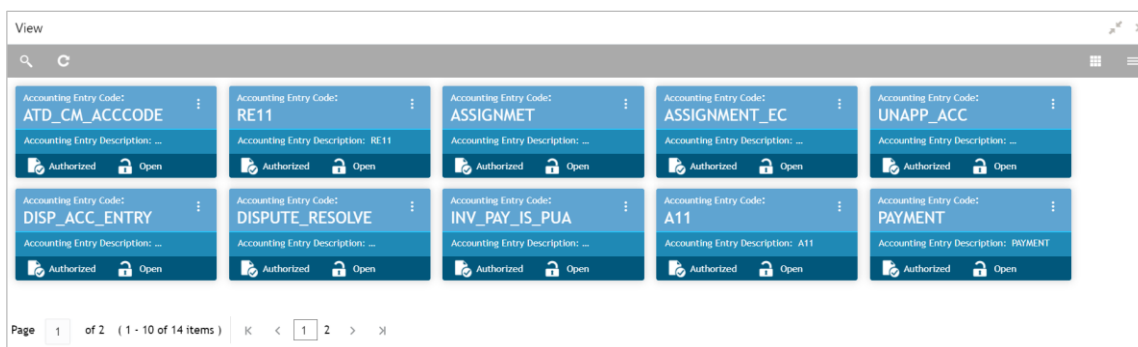 View
Accounting Entry Code:
ATD_CM_ACCCODE
Accounting Entry Description: ...
Authorized Open
Accounting Entry Code:
RE11
Accounting Entry Description: RE11
Authorized Open
Accounting Entry Code:
ASSIGNMET
Accounting Entry Description: ...
Authorized Open
Accounting Entry Code:
ASSIGNMENT_EC
Accounting Entry Description: ...
Authorized Open
Accounting Entry Code:
UNAPP_ACC
Accounting Entry Description: ...
Authorized Open
Accounting Entry Code:
DISP_ACC_ENTRY
Accounting Entry Description: ...
Authorized Open
Accounting Entry Code:
DISPUTE_RESOLVE
Accounting Entry Description: ...
Authorized Open
Accounting Entry Code:
INV_PAY_IS_PUA
Accounting Entry Description: ...
Authorized Open
Accounting Entry Code:
A11
Accounting Entry Description: A11
Authorized Open
Accounting Entry Code:
PAYMENT
Accounting Entry Description: PAYMENT
Authorized Open
Page 1 of 2 ( 1 - 10 of 14 items ) 1 2